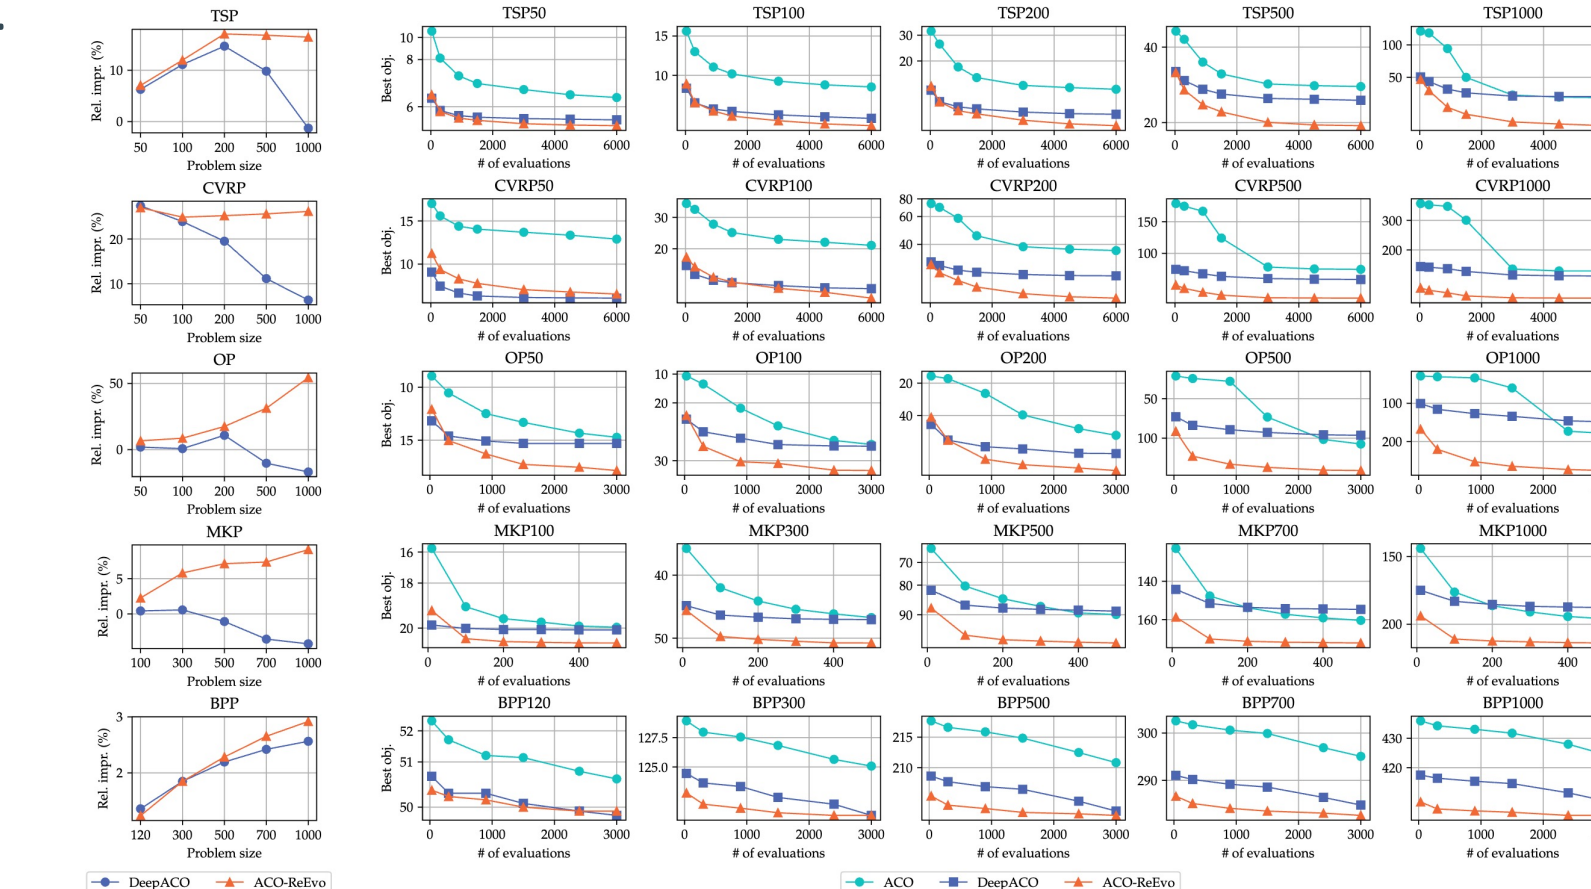 TSP
Rel. impr. (%)
10
0
50 100 200 500 1000
Problem size
TSP50
Best obj.
10
8
6
0 2000 4000 6000
# of evaluations
TSP100
15
10
0 2000 4000 6000
# of evaluations
TSP200
30
20
0 2000 4000 6000
# of evaluations
TSP500
40
20
0 2000 4000 6000
# of evaluations
TSP1000
100
50
0 2000 4000
# of evaluations
CVRP
Rel. impr. (%)
20
10
50 100 200 500 1000
Problem size
CVRP50
Best obj.
15
10
0 2000 4000 6000
# of evaluations
CVRP100
30
20
0 2000 4000 6000
# of evaluations
CVRP200
80
60
40
0 2000 4000 6000
# of evaluations
CVRP500
150
100
0 2000 4000 6000
# of evaluations
CVRP1000
300
200
0 2000 4000
# of evaluations
OP
Rel. impr. (%)
50
0
50 100 200 500 1000
Problem size
OP50
Best obj.
10
15
0 1000 2000 3000
# of evaluations
OP100
10
20
30
0 1000 2000 3000
# of evaluations
OP200
20
40
0 1000 2000 3000
# of evaluations
OP500
50
100
0 1000 2000 3000
# of evaluations
OP1000
100
200
0 1000 2000
# of evaluations
MKP
Rel. impr. (%)
5
0
100 300 500 700 1000
Problem size
MKP100
Best obj.
16
18
20
0 200 400
# of evaluations
MKP300
40
50
0 200 400
# of evaluations
MKP500
70
80
90
0 200 400
# of evaluations
MKP700
140
160
0 200 400
# of evaluations
MKP1000
150
200
0 200 400
# of evaluations
BPP
Rel. impr. (%)
3
2
120 300 500 700 1000
Problem size
BPP120
Best obj.
52
51
50
0 1000 2000 3000
# of evaluations
BPP300
127.5
125.0
0 1000 2000 3000
# of evaluations
BPP500
215
210
0 1000 2000 3000
# of evaluations
BPP700
300
290
0 1000 2000 3000
# of evaluations
BPP1000
430
420
0 1000 2000
# of evaluations
DeepACO ACO-ReEvo
ACO DeepACO ACO-ReEvo